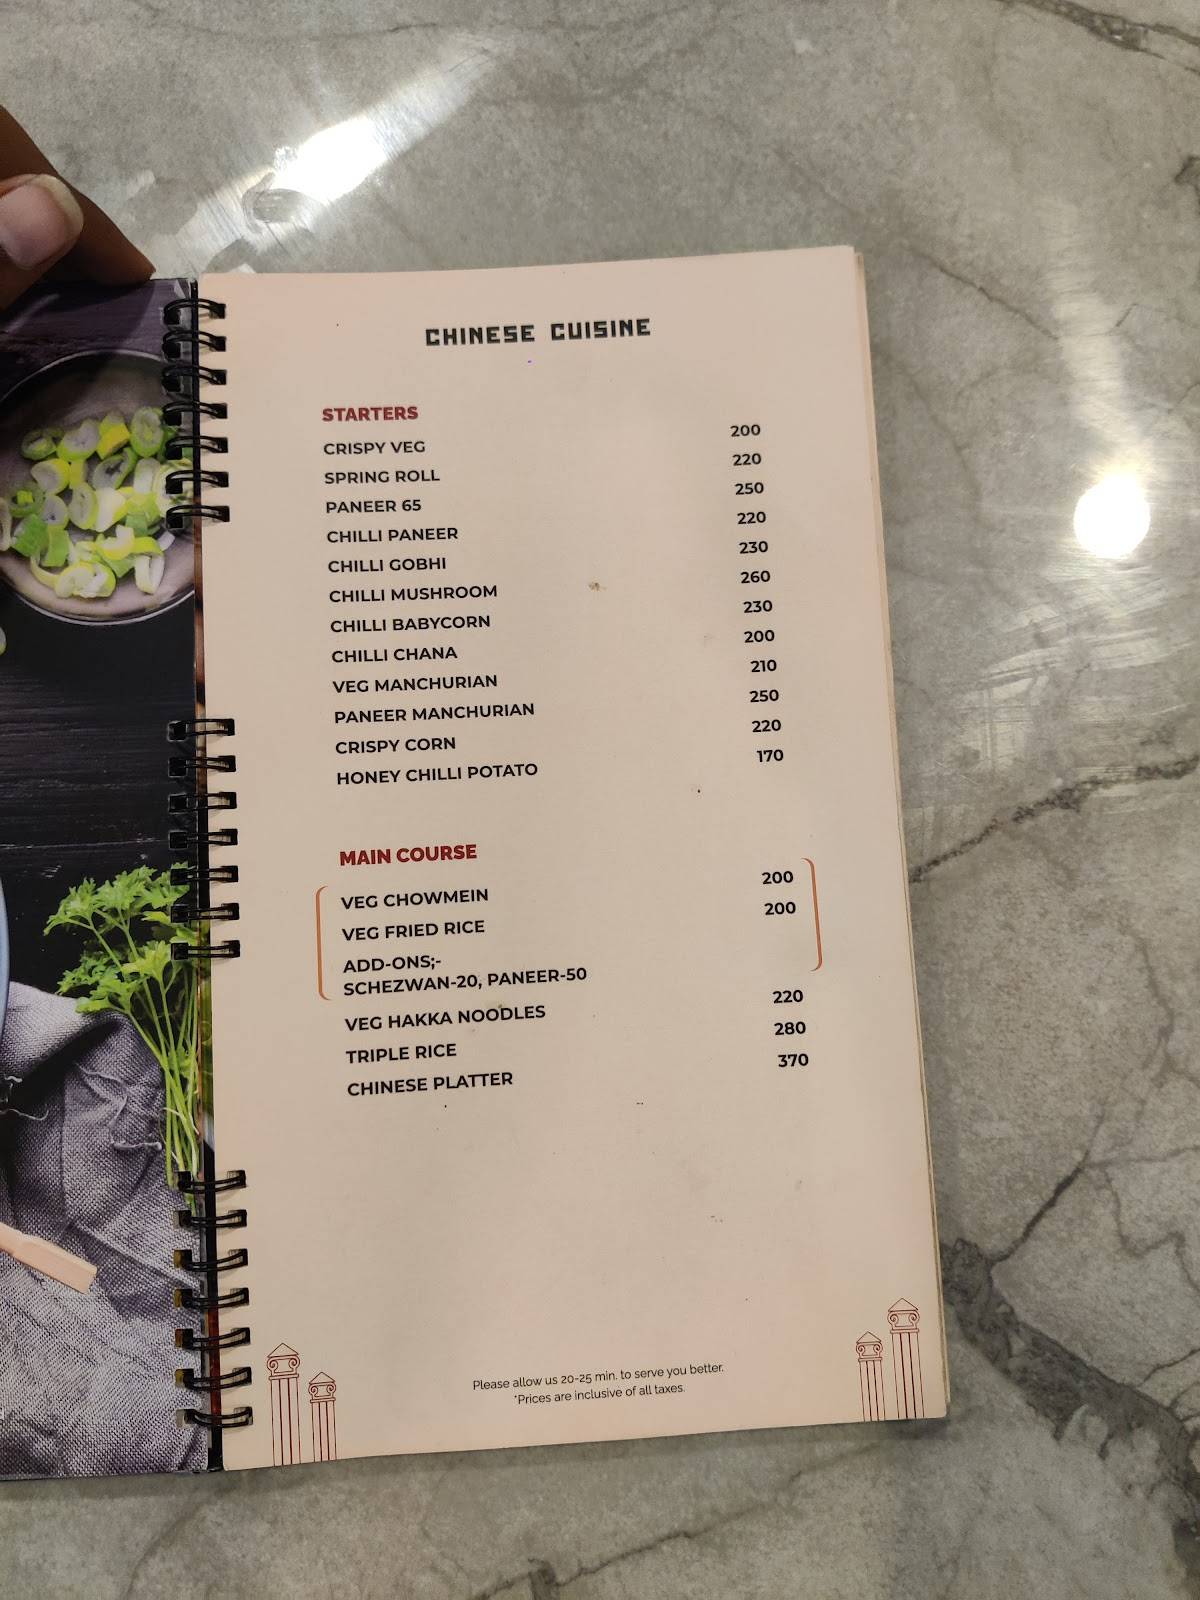 CHINESE CUISINE
STARTERS
CRISPY VEG 200
SPRING ROLL 220
PANEER 65 250
CHILLI PANEER 220
CHILLI GOBHI 230
CHILLI MUSHROOM 260
CHILLI BABYCORN 230
CHILLI CHANA 200
VEG MANCHURIAN 210
PANEER MANCHURIAN 250
CRISPY CORN 220
HONEY CHILLI POTATO 170
MAIN COURSE
VEG CHOWMEIN 200
VEG FRIED RICE 200
ADD-ONS;-
SCHEZWAN-20, PANEER-50
VEG HAKKA NOODLES 220
TRIPLE RICE 280
CHINESE PLATTER 370
Please allow us 20-25 min. to serve you better.
*Prices are inclusive of all taxes.